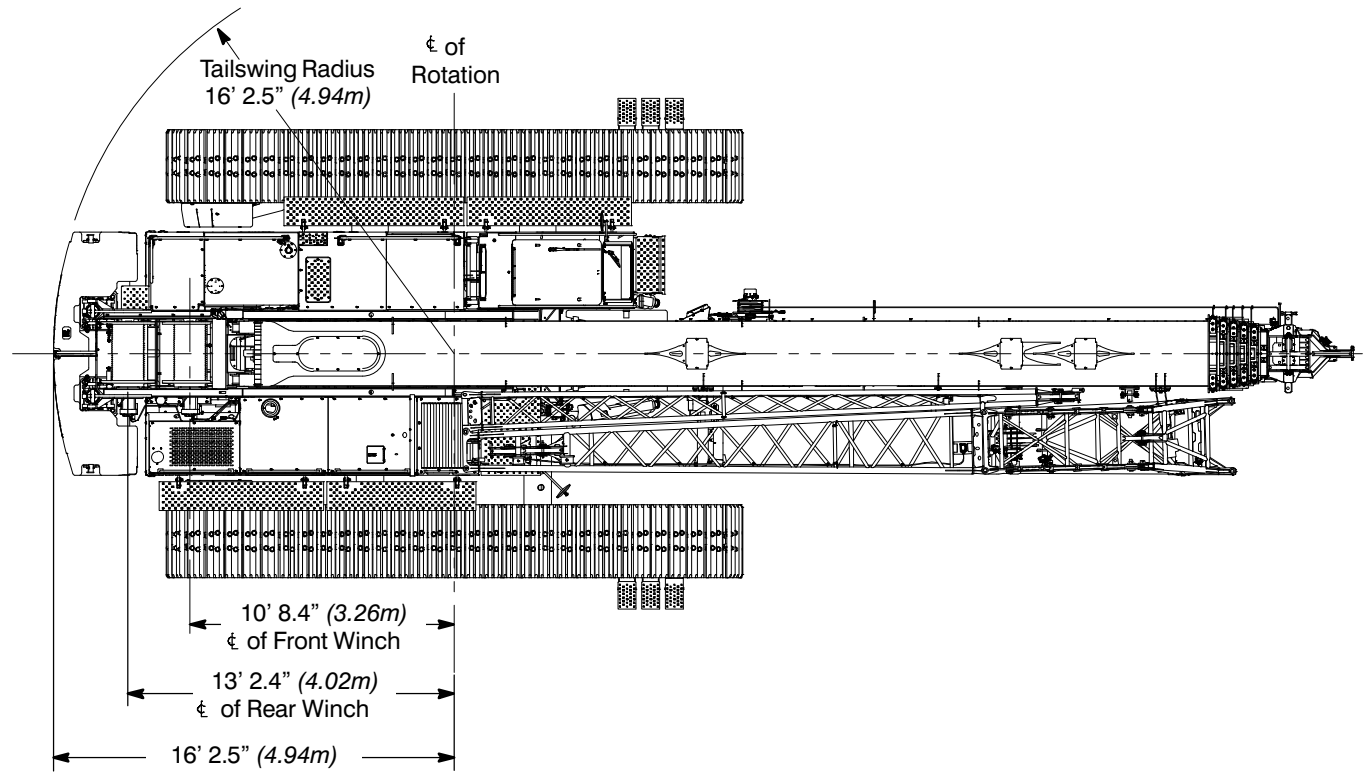 Tailswing Radius
16’ 2.5” (4.94m)
℄ of
Rotation
10’ 8.4” (3.26m)
℄ of Front Winch
13’ 2.4” (4.02m)
℄ of Rear Winch
16’ 2.5” (4.94m)